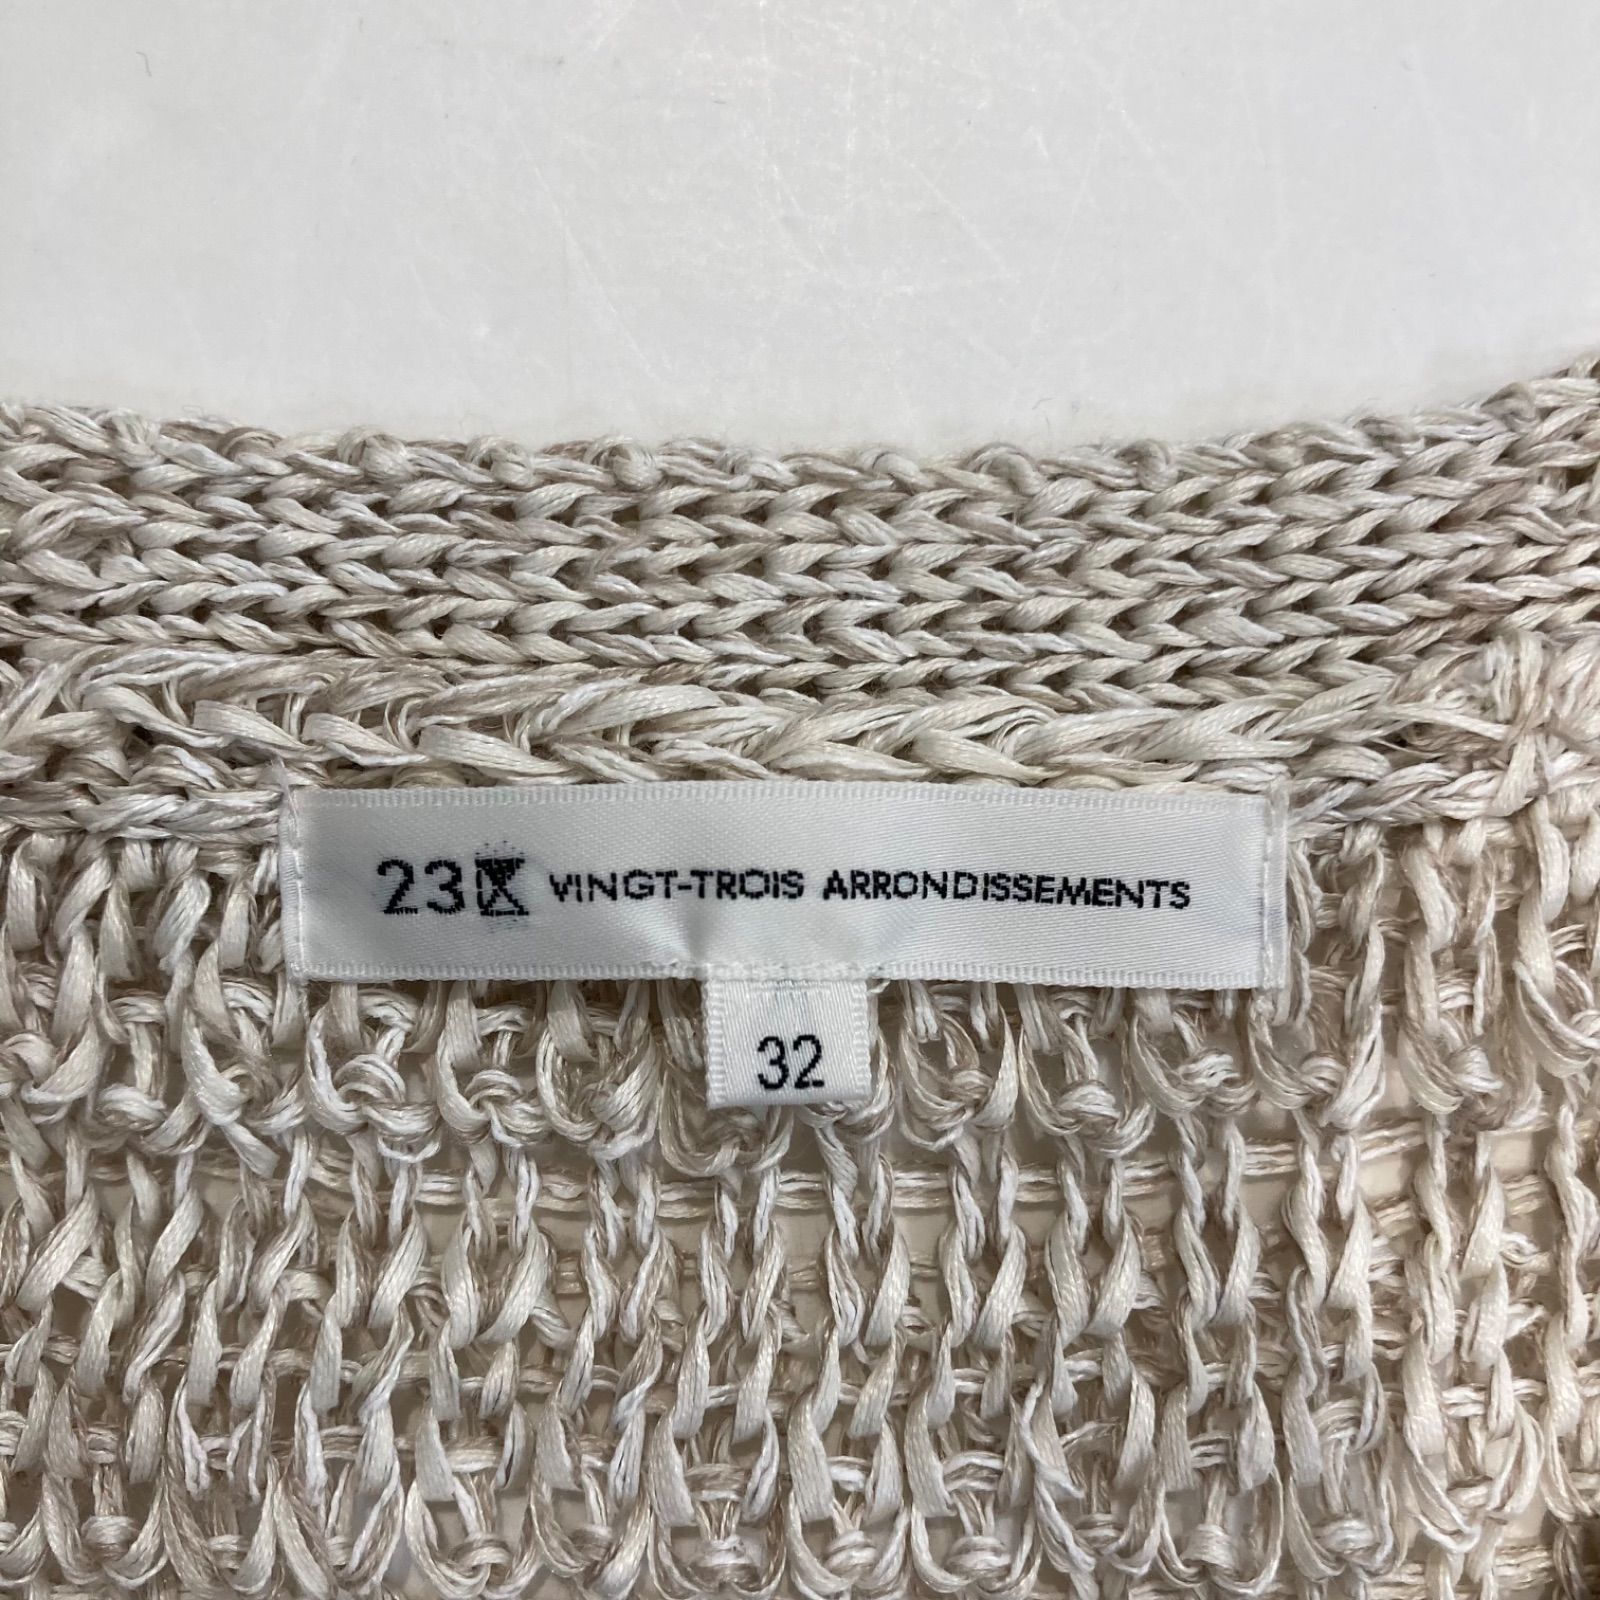 23区 VINGT-TROIS ARRONDISSEMENTS
32